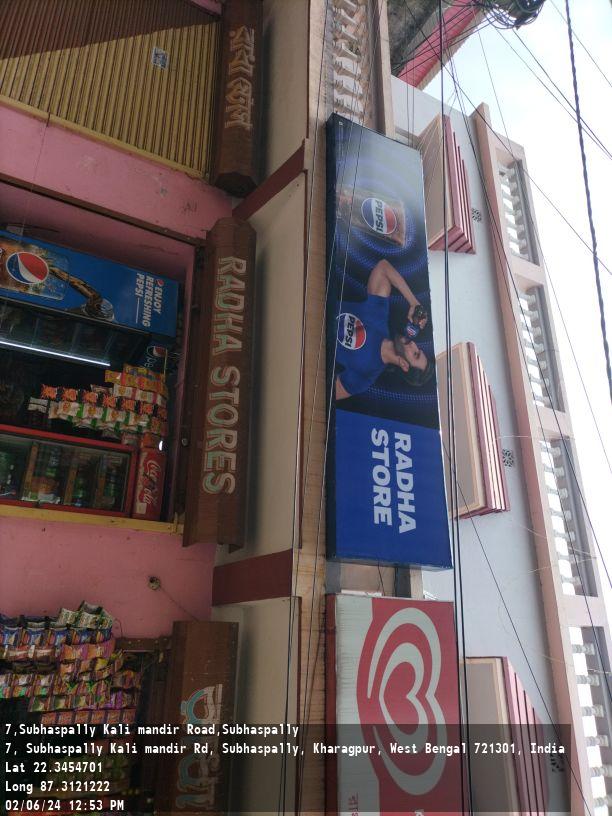 RADHA
STORE
PEPSI
PEPSI
RADHA STORES
ENJOY
REFRESHING
PEPSI
Coca-Cola
7,Subhaspally Kali mandir Road,Subhaspally
7, Subhaspally Kali mandir Rd, Subhaspally, Kharagpur, West Bengal 721301, India
Lat 22.3454701
Long 87.3121222
02/06/24 12:53 PM